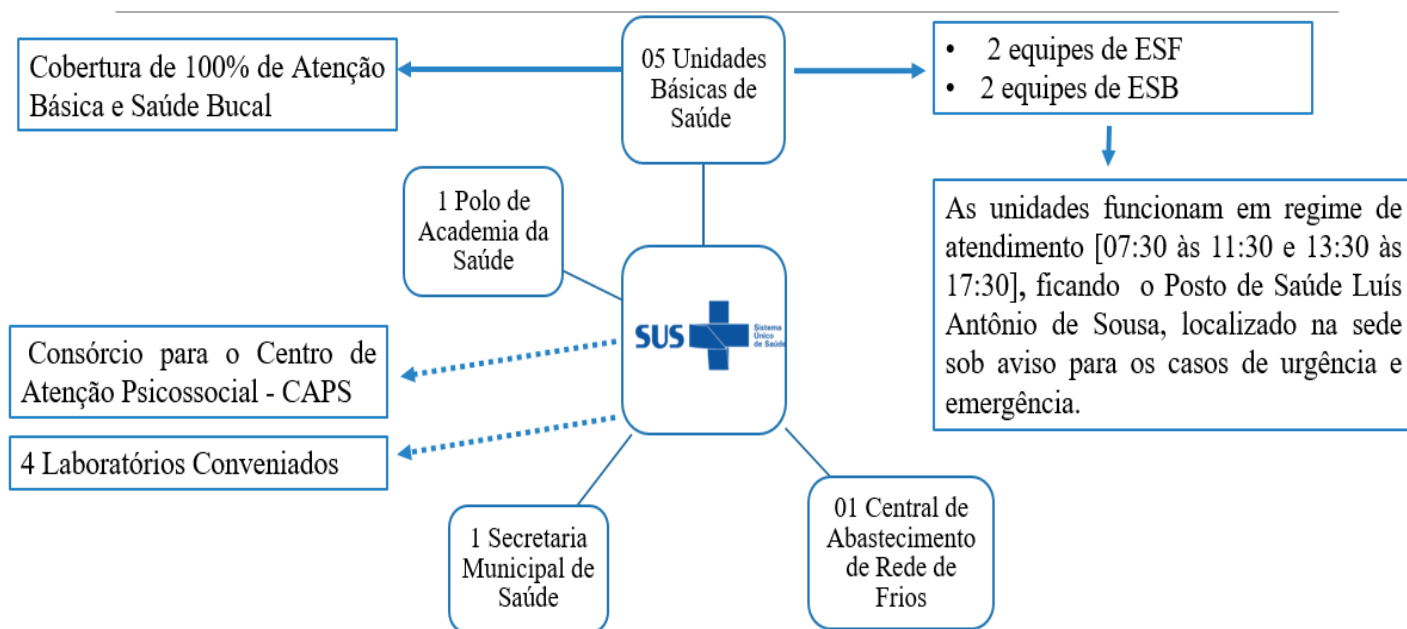 Cobertura de 100% de Atenção
Básica e Saúde Bucal
05 Unidades
Básicas de
Saúde
• 2 equipes de ESF
• 2 equipes de ESB
As unidades funcionam em regime de
atendimento [07:30 às 11:30 e 13:30 às
17:30], ficando o Posto de Saúde Luís
Antônio de Sousa, localizado na sede
sob aviso para os casos de urgência e
emergência.
1 Polo de
Academia da
Saúde
SUS
Sistema
Único
de Saúde
Consórcio para o Centro de
Atenção Psicossocial - CAPS
4 Laboratórios Conveniados
1 Secretaria
Municipal de
Saúde
01 Central de
Abastecimento
de Rede de
Frios